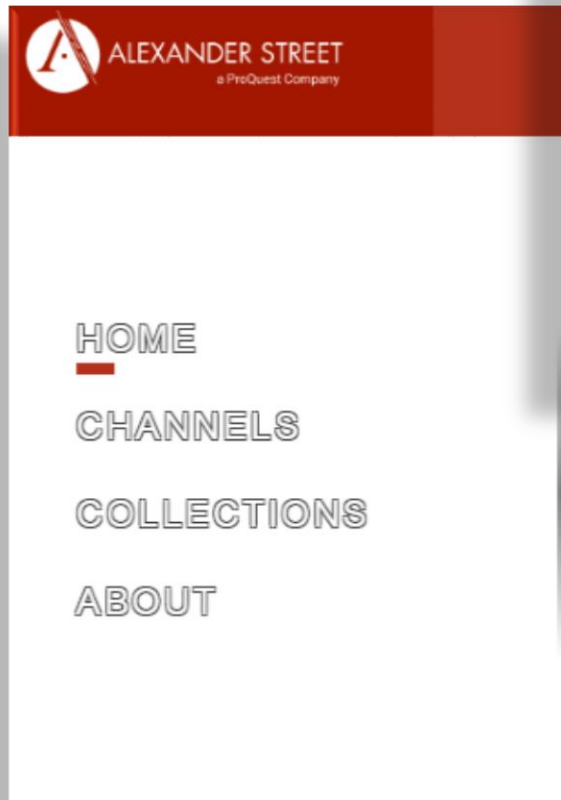 ALEXANDER STREET
a ProQuest Company
HOME
CHANNELS
COLLECTIONS
ABOUT